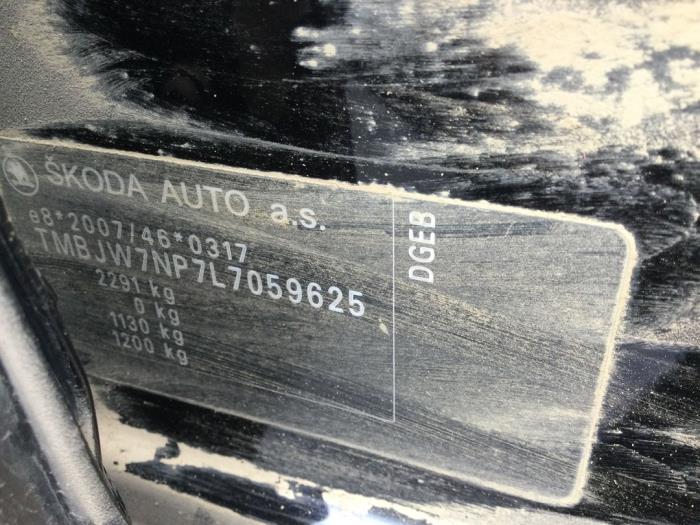 ŠKODA AUTO a.s.
e8*2007/46*0317
TMBJW7NP7L7059625
2291 kg
0 kg
1130 kg
1200 kg
DGEB